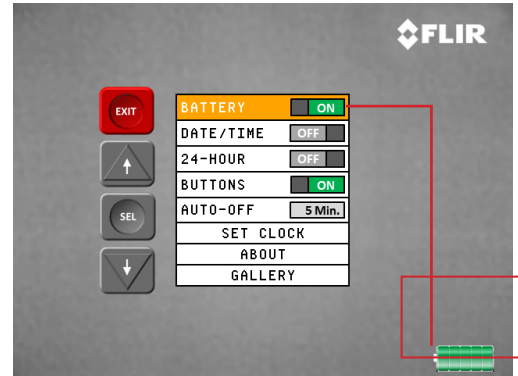 FLIR
EXIT
BATTERY ON
DATE/TIME OFF
24-HOUR OFF
BUTTONS ON
SEL
AUTO-OFF 5 Min.
SET CLOCK
ABOUT
GALLERY